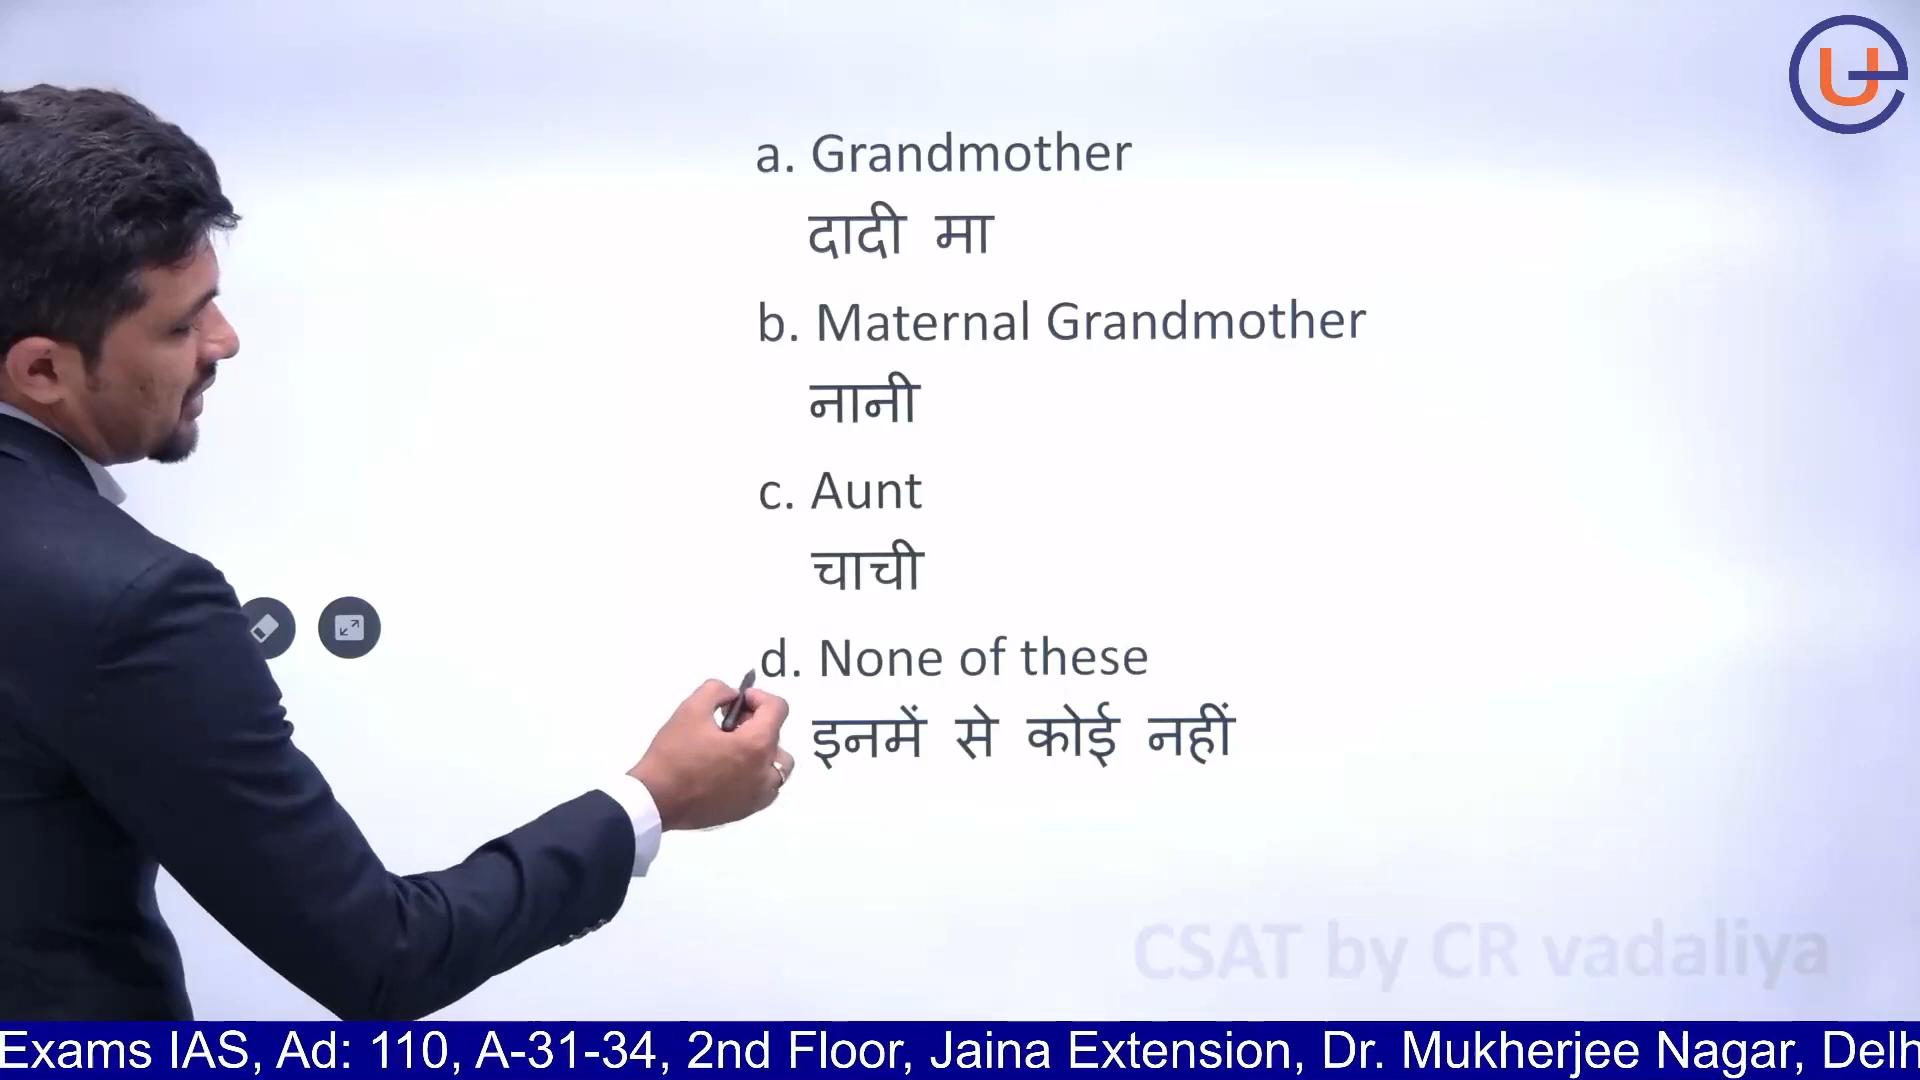 a. Grandmother
दादी मा
b. Maternal Grandmother
नानी
c. Aunt
चाची
d. None of these
इनमें से कोई नहीं
CSAT by CR vadaliya
Exams IAS, Ad: 110, A-31-34, 2nd Floor, Jaina Extension, Dr. Mukherjee Nagar, Delh